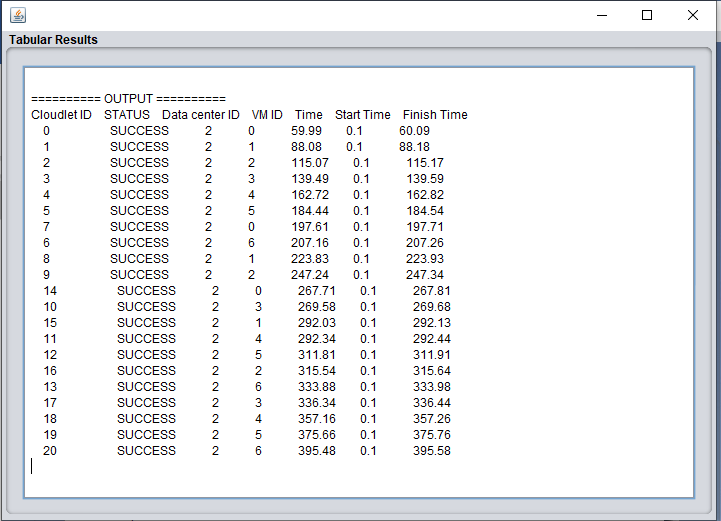 Tabular Results
========== OUTPUT ==========
Cloudlet ID STATUS Data center ID VM ID Time Start Time Finish Time
0 SUCCESS 2 0 59.99 0.1 60.09
1 SUCCESS 2 1 88.08 0.1 88.18
2 SUCCESS 2 2 115.07 0.1 115.17
3 SUCCESS 2 3 139.49 0.1 139.59
4 SUCCESS 2 4 162.72 0.1 162.82
5 SUCCESS 2 5 184.44 0.1 184.54
7 SUCCESS 2 0 197.61 0.1 197.71
6 SUCCESS 2 6 207.16 0.1 207.26
8 SUCCESS 2 1 223.83 0.1 223.93
9 SUCCESS 2 2 247.24 0.1 247.34
14 SUCCESS 2 0 267.71 0.1 267.81
10 SUCCESS 2 3 269.58 0.1 269.68
15 SUCCESS 2 1 292.03 0.1 292.13
11 SUCCESS 2 4 292.34 0.1 292.44
12 SUCCESS 2 5 311.81 0.1 311.91
16 SUCCESS 2 2 315.54 0.1 315.64
13 SUCCESS 2 6 333.88 0.1 333.98
17 SUCCESS 2 3 336.34 0.1 336.44
18 SUCCESS 2 4 357.16 0.1 357.26
19 SUCCESS 2 5 375.66 0.1 375.76
20 SUCCESS 2 6 395.48 0.1 395.58